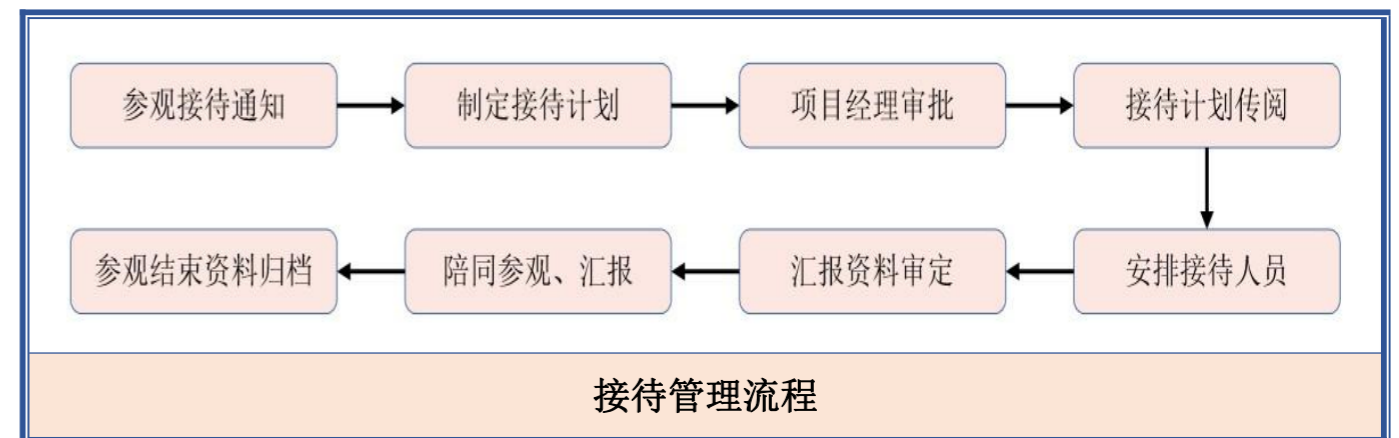 参观接待通知
制定接待计划
项目经理审批
接待计划传阅
安排接待人员
汇报资料审定
陪同参观、汇报
参观结束资料归档
接待管理流程